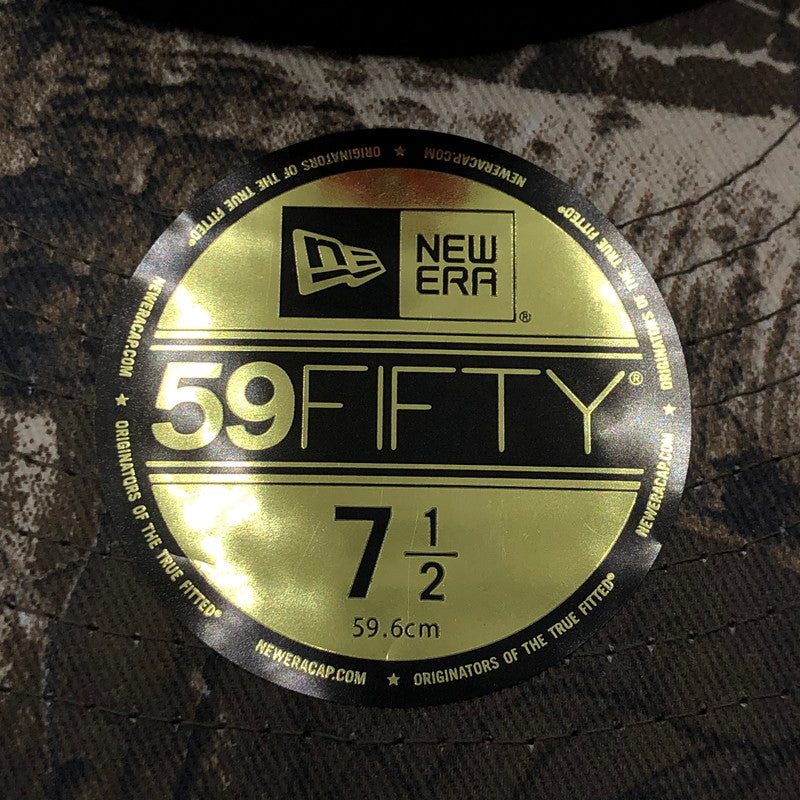 NE
NEW
ERA
®
59FIFTY®
7 1/2
59.6cm
NEWERACAP.COM ★ ORIGINATORS OF THE TRUE FITTED®
NEWERACAP.COM ★ ORIGINATORS OF THE TRUE FITTED®
NEWERACAP.COM ★ ORIGINATORS OF THE TRUE FITTED®
NEWERACAP.COM ★ ORIGINATORS OF THE TRUE FITTED®